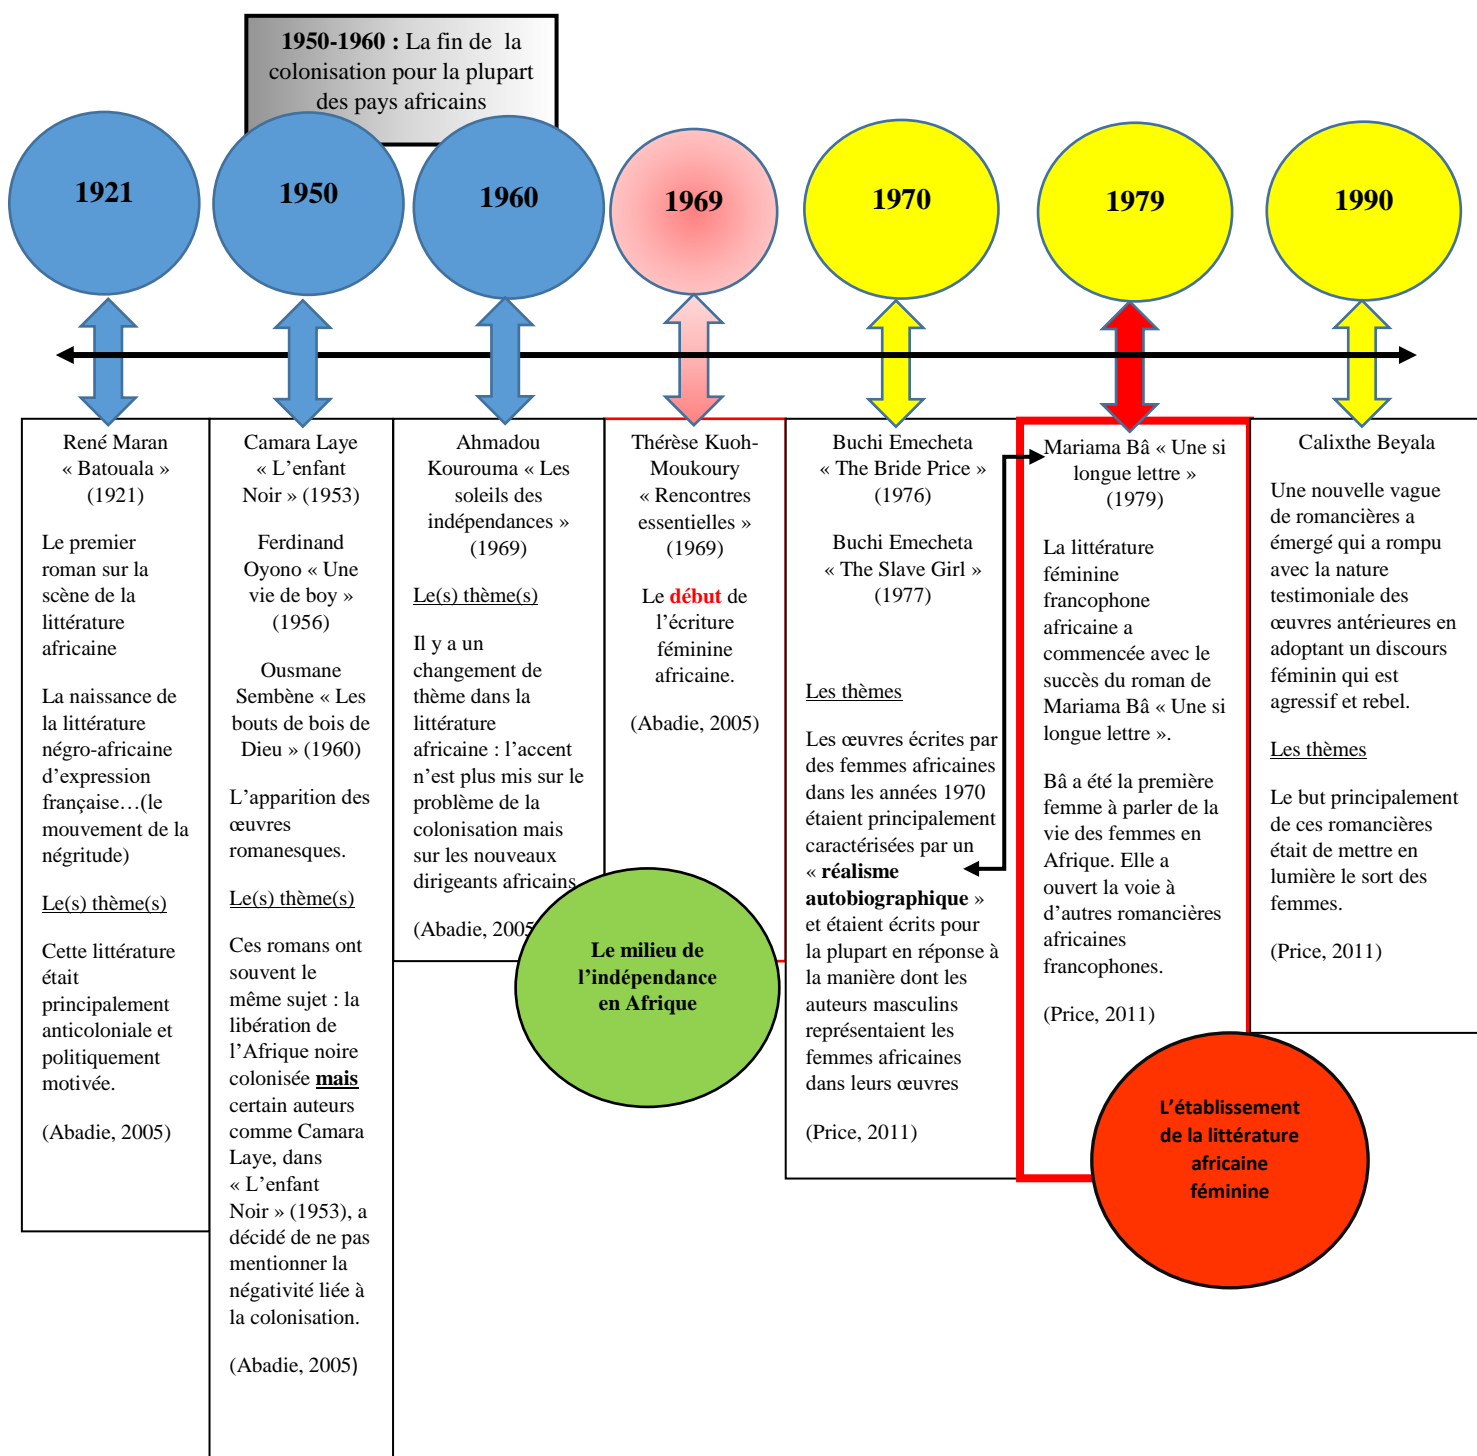 1950-1960 : La fin de la
colonisation pour la plupart
des pays africains
1921
1950
1960
1969
1970
1979
1990
René Maran
« Batouala »
(1921)
Le premier
roman sur la
scène de la
littérature
africaine
La naissance de
la littérature
négro-africaine
d’expression
française…(le
mouvement de la
négritude)
Le(s) thème(s)
Cette littérature
était
principalement
anticoloniale et
politiquement
motivée.
(Abadie, 2005)
Camara Laye
« L’enfant
Noir » (1953)
Ferdinand
Oyono « Une
vie de boy »
(1956)
Ousmane
Sembène « Les
bouts de bois de
Dieu » (1960)
L’apparition des
œuvres
romanesques.
Le(s) thème(s)
Ces romans ont
souvent le
même sujet : la
libération de
l’Afrique noire
colonisée mais
certain auteurs
comme Camara
Laye, dans
« L’enfant
Noir » (1953), a
décidé de ne pas
mentionner la
négativité liée à
la colonisation.
(Abadie, 2005)
Ahmadou
Kourouma « Les
soleils des
indépendances »
(1969)
Le(s) thème(s)
Il y a un
changement de
thème dans la
littérature
africaine : l’accent
n’est plus mis sur le
problème de la
colonisation mais
sur les nouveaux
dirigeants africains
(Abadie, 2005
Thérèse Kuoh-
Moukoury
« Rencontres
essentielles »
(1969)
Le début de
l’écriture
féminine
africaine.
(Abadie, 2005)
Le milieu de
l’indépendance
en Afrique
Buchi Emecheta
« The Bride Price »
(1976)
Buchi Emecheta
« The Slave Girl »
(1977)
Les thèmes
Les œuvres écrites par
des femmes africaines
dans les années 1970
étaient principalement
caractérisées par un
« réalisme
autobiographique »
et étaient écrits pour
la plupart en réponse à
la manière dont les
auteurs masculins
représentaient les
femmes africaines
dans leurs œuvres
(Price, 2011)
Mariama Bâ « Une si
longue lettre »
(1979)
La littérature
féminine
francophone
africaine a
commencée avec le
succès du roman de
Mariama Bâ « Une si
longue lettre ».
Bâ a été la première
femme à parler de la
vie des femmes en
Afrique. Elle a
ouvert la voie à
d’autres romancières
africaines
francophones.
(Price, 2011)
L’établissement
de la littérature
africaine
féminine
Calixthe Beyala
Une nouvelle vague
de romancières a
émergé qui a rompu
avec la nature
testimoniale des
œuvres antérieures en
adoptant un discours
féminin qui est
agressif et rebel.
Les thèmes
Le but principalement
de ces romancières
était de mettre en
lumière le sort des
femmes.
(Price, 2011)